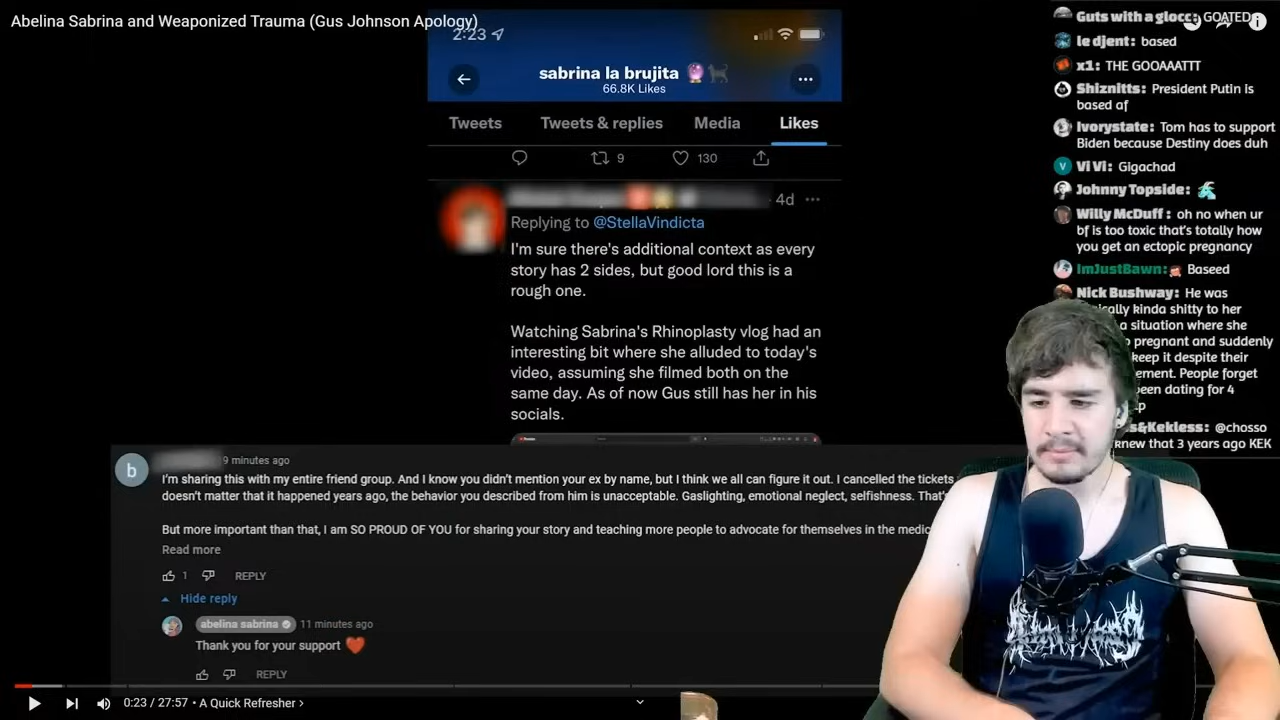 Abelina Sabrina and Weaponized Trauma (Gus Johnson Apology)
2:23
sabrina la brujita
66.8K Likes
Tweets
Tweets & replies
Media
Likes
9
130
4d
Replying to @StellaVindicta
I'm sure there's additional context as every
story has 2 sides, but good lord this is a
rough one.
Watching Sabrina's Rhinoplasty vlog had an
interesting bit where she alluded to today's
video, assuming she filmed both on the
same day. As of now Gus still has her in his
socials.
b
9 minutes ago
I'm sharing this with my entire friend group. And I know you didn't mention your ex by name, but I think we all can figure it out. I cancelled the tickets
doesn't matter that it happened years ago, the behavior you described from him is unacceptable. Gaslighting, emotional neglect, selfishness.
But more important than that, I am SO PROUD OF YOU for sharing your story and teaching more people to advocate for themselves in the
Read more
1
REPLY
Hide reply
abelina sabrina
11 minutes ago
Thank you for your support
REPLY
0:23 / 27:57 • A Quick Refresher
Guts with a glocc: GOATED
le djent: based
x1: THE GOOAAATTT
Shiznitts: President Putin is
based af
Ivorystate: Tom has to support
Biden because Destiny does duh
Vi Vi: Gigachad
Johnny Topside:
Willy McDuff : oh no when ur
bf is too toxic that's totally how
you get an ectopic pregnancy
ImJustBawn: Baseed
Nick Bushway: He was
kinda shitty to her
a situation where she
pregnant and suddenly
keep it despite their
People forget
been dating for 4
@chosso
knew that 3 years ago KEK